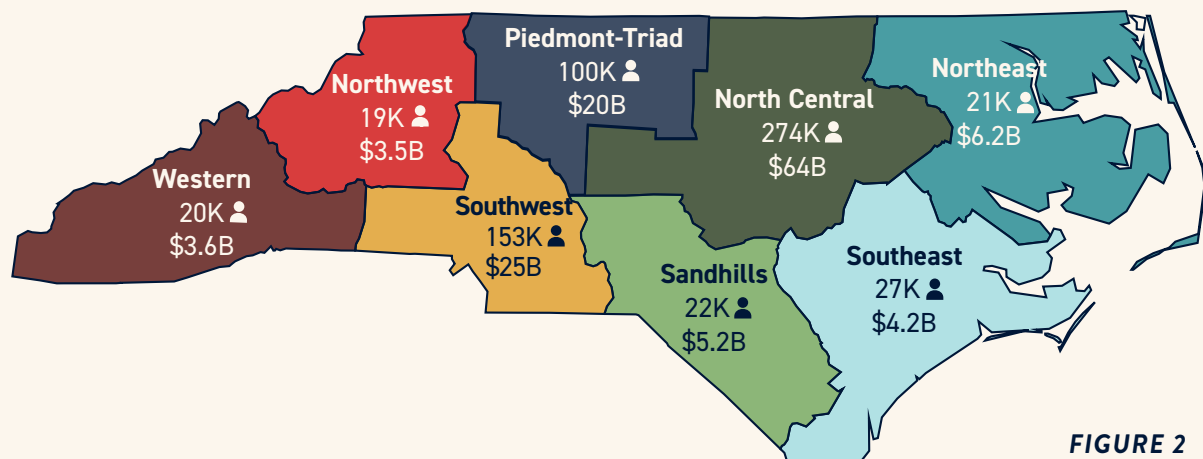 Piedmont-Triad
100K
$20B
Northwest
19K
$3.5B
North Central
274K
$64B
Northeast
21K
$6.2B
Western
20K
$3.6B
Southwest
153K
$25B
Sandhills
22K
$5.2B
Southeast
27K
$4.2B
FIGURE 2